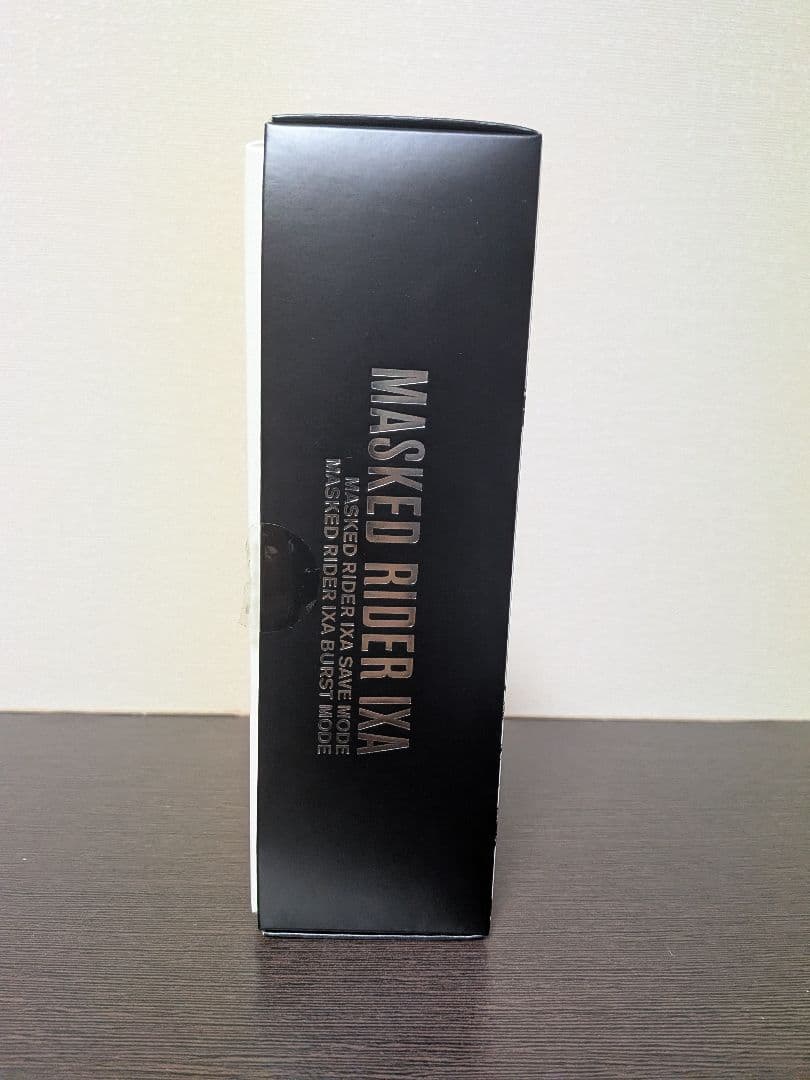 MASKED RIDER IXA
MASKED RIDER IXA SAVE MODE
MASKED RIDER IXA BURST MODE